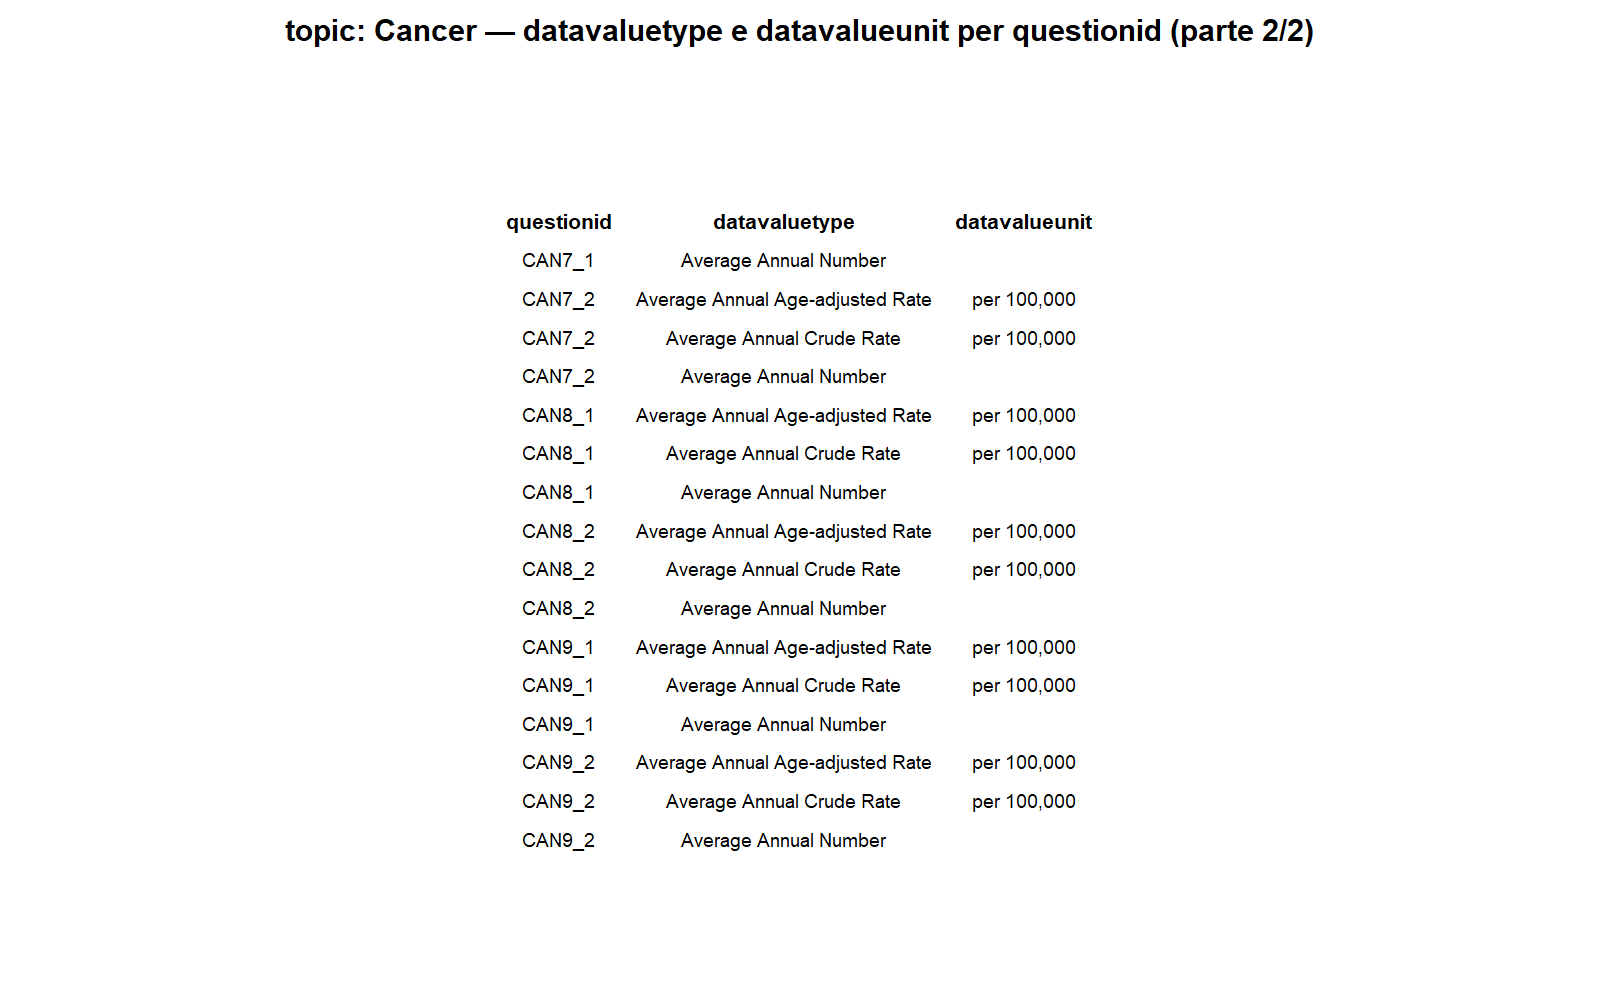 topic: Cancer — datavaluetype e datavalueunit per questionid (parte 2/2)
questionid datavaluetype datavalueunit
CAN7_1 Average Annual Number
CAN7_2 Average Annual Age-adjusted Rate per 100,000
CAN7_2 Average Annual Crude Rate per 100,000
CAN7_2 Average Annual Number
CAN8_1 Average Annual Age-adjusted Rate per 100,000
CAN8_1 Average Annual Crude Rate per 100,000
CAN8_1 Average Annual Number
CAN8_2 Average Annual Age-adjusted Rate per 100,000
CAN8_2 Average Annual Crude Rate per 100,000
CAN8_2 Average Annual Number
CAN9_1 Average Annual Age-adjusted Rate per 100,000
CAN9_1 Average Annual Crude Rate per 100,000
CAN9_1 Average Annual Number
CAN9_2 Average Annual Age-adjusted Rate per 100,000
CAN9_2 Average Annual Crude Rate per 100,000
CAN9_2 Average Annual Number